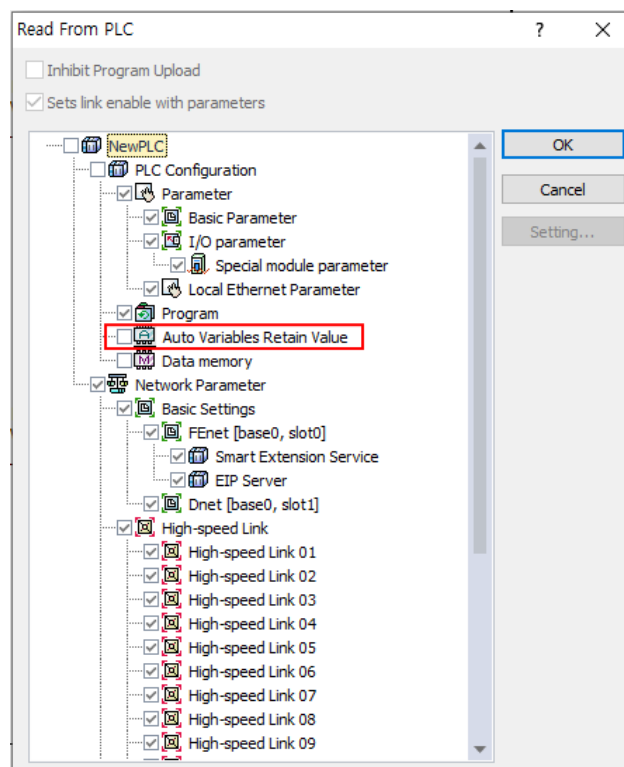 Read From PLC
Inhibit Program Upload
Sets link enable with parameters
NewPLC
OK
PLC Configuration
Parameter
Cancel
Basic Parameter
Setting...
I/O parameter
Special module parameter
Local Ethernet Parameter
Program
Auto Variables Retain Value
Data memory
Network Parameter
Basic Settings
FEnet [base0, slot0]
Smart Extension Service
EIP Server
Dnet [base0, slot1]
High-speed Link
High-speed Link 01
High-speed Link 02
High-speed Link 03
High-speed Link 04
High-speed Link 05
High-speed Link 06
High-speed Link 07
High-speed Link 08
High-speed Link 09